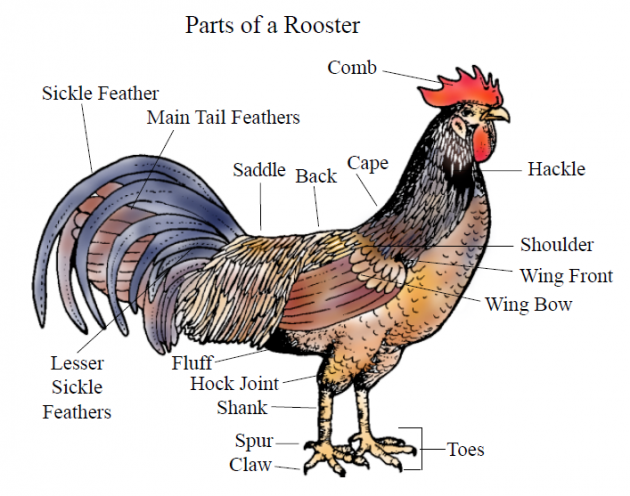 Parts of a Rooster
Comb
Sickle Feather
Main Tail Feathers
Saddle
Back
Cape
Hackle
Shoulder
Wing Front
Wing Bow
Lesser
Sickle
Feathers
Fluff
Hock Joint
Shank
Spur
Claw
Toes